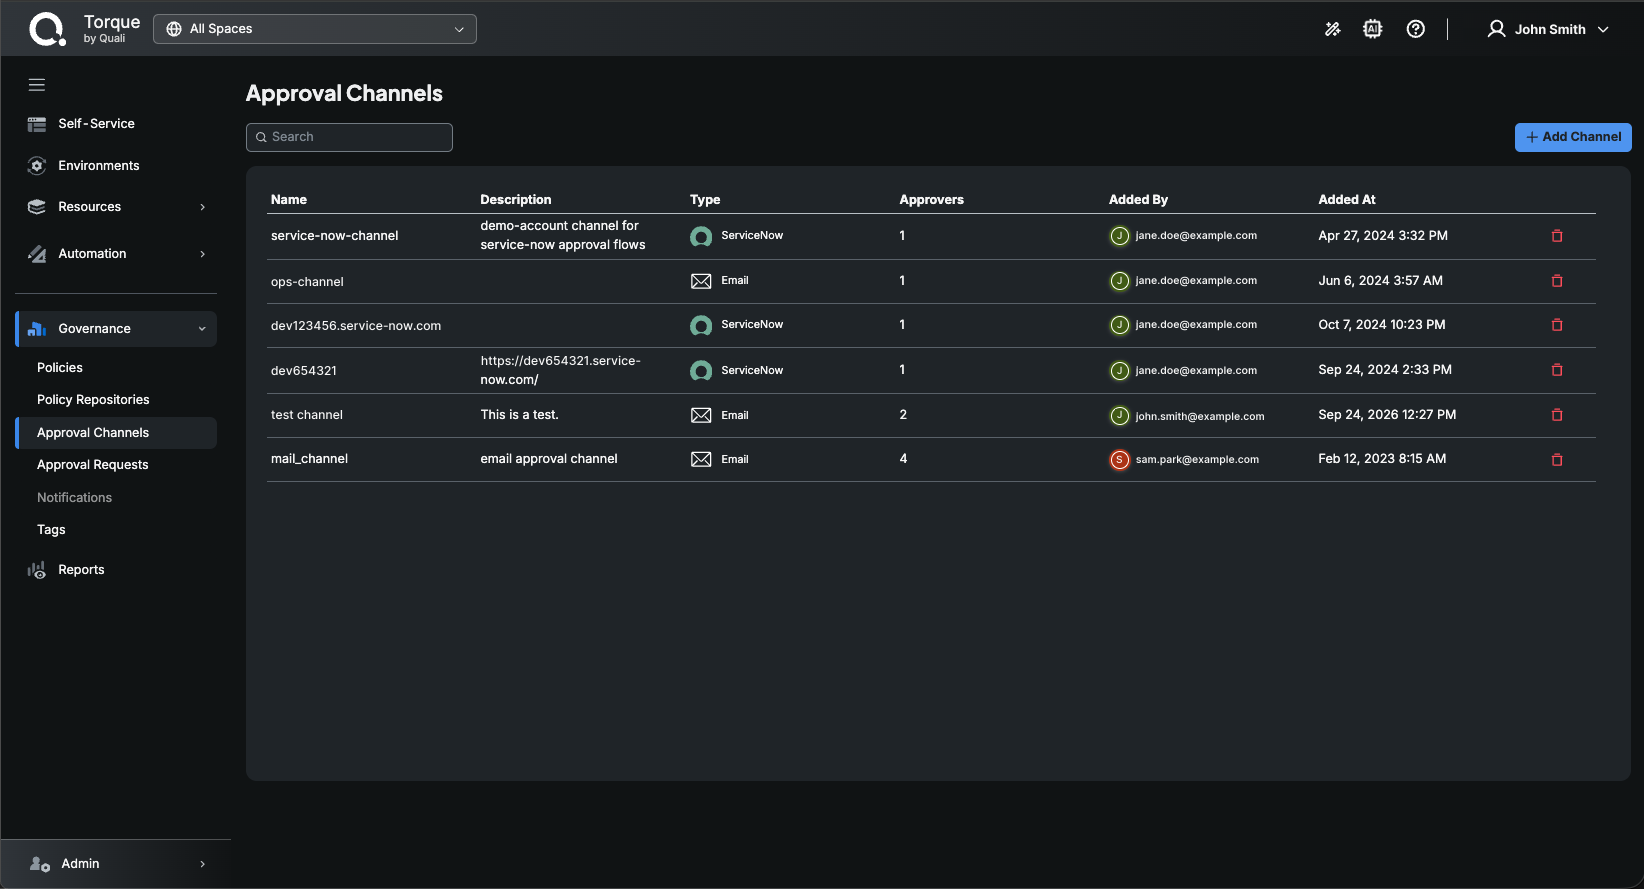 Torque
by Quali
All Spaces
AI
John Smith
Self-Service
Environments
Resources
Automation
Governance
Policies
Policy Repositories
Approval Channels
Approval Requests
Notifications
Tags
Reports
Admin
Approval Channels
Search
Add Channel
Name Description Type Approvers Added By Added At
service-now-channel demo-account channel for
service-now approval flows ServiceNow 1 J jane.doe@example.com Apr 27, 2024 3:32 PM
ops-channel Email 1 J jane.doe@example.com Jun 6, 2024 3:57 AM
dev123456.service-now.com ServiceNow 1 J jane.doe@example.com Oct 7, 2024 10:23 PM
dev654321 https://dev654321.service-
now.com/ ServiceNow 1 J jane.doe@example.com Sep 24, 2024 2:33 PM
test channel This is a test. Email 2 J john.smith@example.com Sep 24, 2026 12:27 PM
mail_channel email approval channel Email 4 S sam.park@example.com Feb 12, 2023 8:15 AM